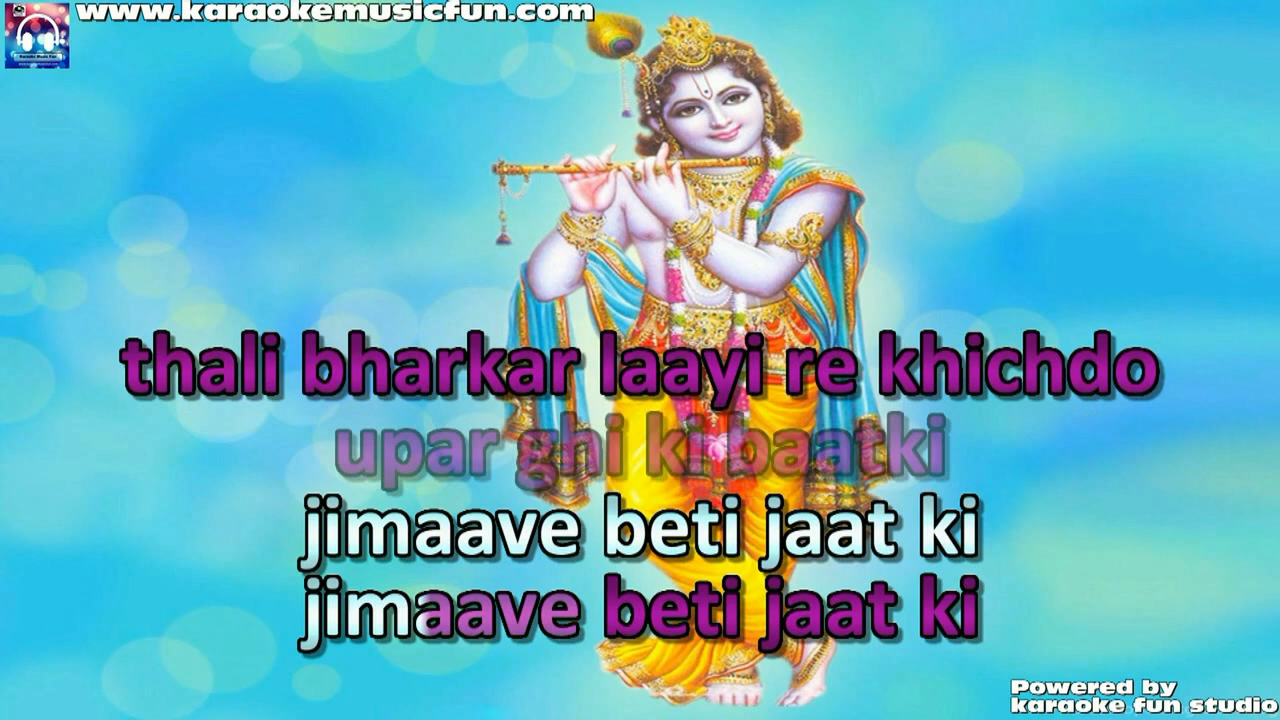 www.karaokemusicfun.com
thali bharkar laayi re khichdo
upar ghi ki baatki
jimaave beti jaat ki
jimaave beti jaat ki
Powered by
karaoke fun studio